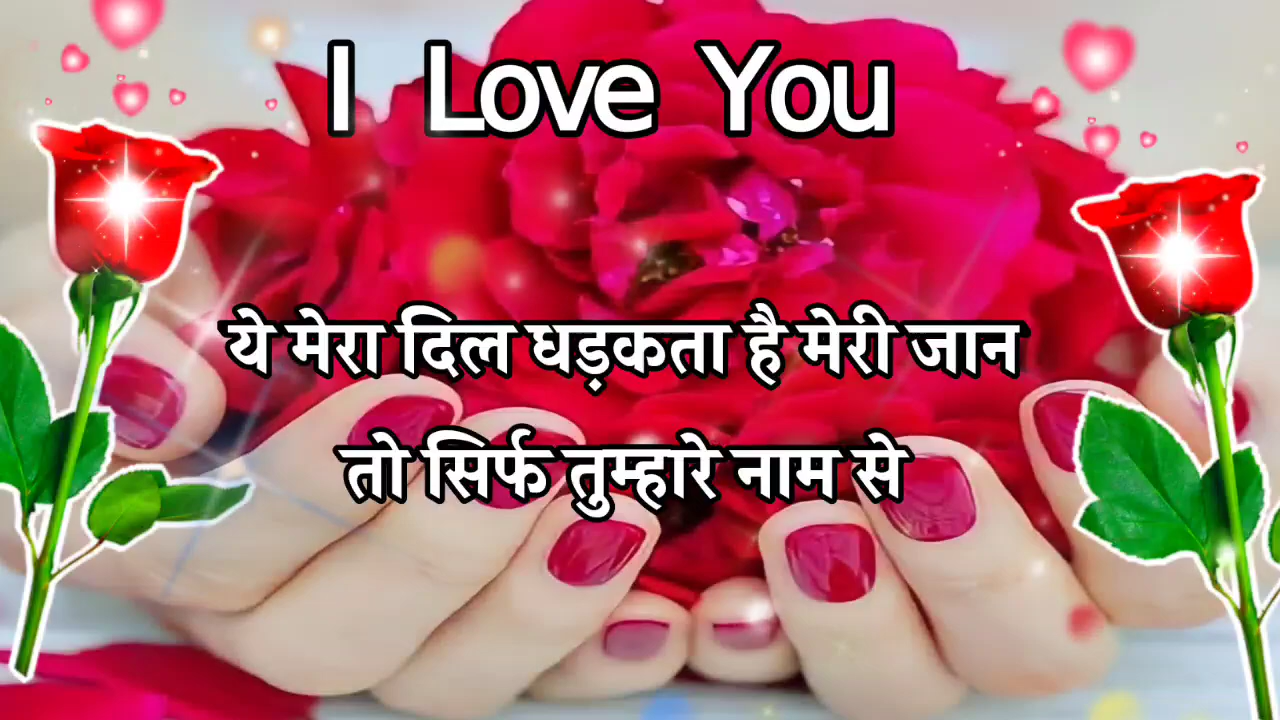 I Love You
ये मेरा दिल धड़कता है मेरी जान
तो सिर्फ तुम्हारे नाम से